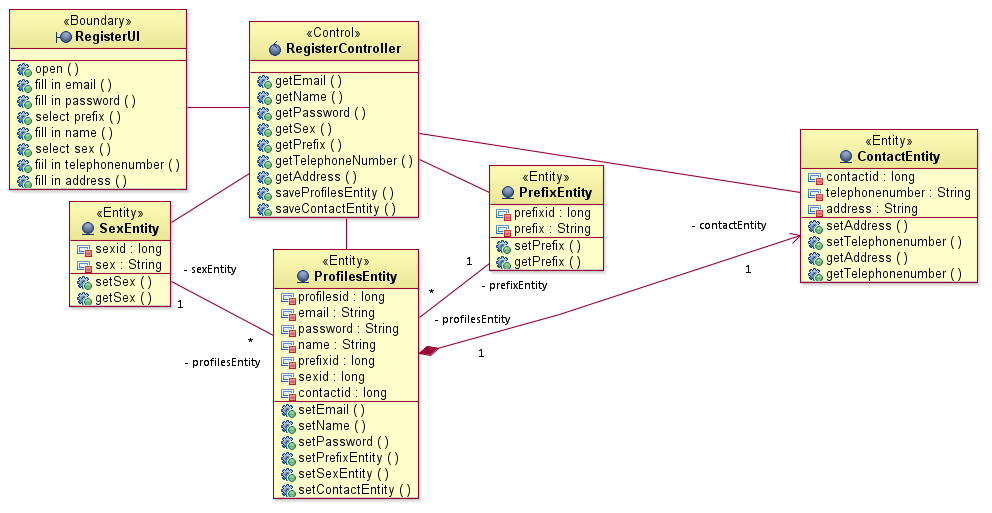 «Boundary»
RegisterUI
open ( )
fill in email ( )
fill in password ( )
select prefix ( )
fill in name ( )
select sex ( )
fiil in telephonenumber ( )
fill in address ( )
«Control»
RegisterController
getEmail ( )
getName ( )
getPassword ( )
getSex ( )
getPrefix ( )
getTelephoneNumber ( )
getAddress ( )
saveProfilesEntity ( )
saveContactEntity ( )
«Entity»
SexEntity
sexid : long
sex : String
setSex ( )
getSex ( )
- sexEntity
1
*
- profilesEntity
«Entity»
ProfilesEntity
profilesid : long
email : String
password : String
name : String
prefixid : long
sexid : long
contactid : long
setEmail ( )
setName ( )
setPassword ( )
setPrefixEntity ( )
setSexEntity ( )
setContactEntity ( )
«Entity»
PrefixEntity
prefixid : long
prefix : String
setPrefix ( )
getPrefix ( )
1
- prefixEntity
*
- profilesEntity
1
«Entity»
ContactEntity
contactid : long
telephonenumber : String
address : String
setAddress ( )
setTelephonenumber ( )
getAddress ( )
getTelephonenumber ( )
- contactEntity
1